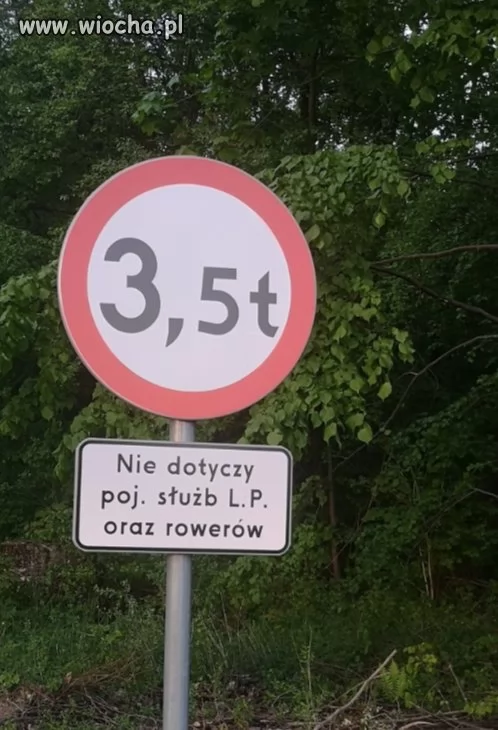 www.wiocha.pl
3,5t
Nie dotyczy
poj. służb L.P.
oraz rowerów